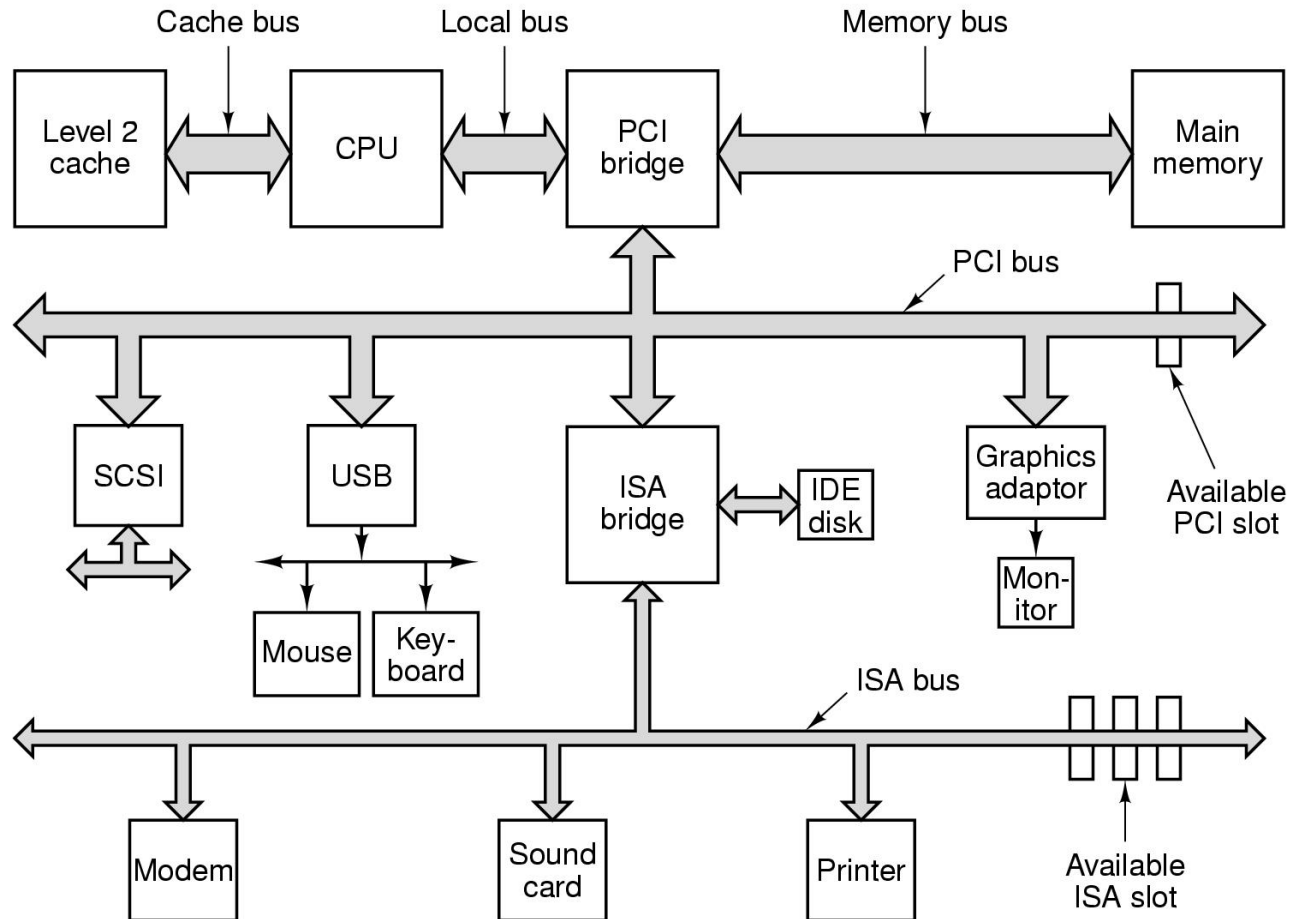 Cache bus
Local bus
Memory bus
Level 2
cache
CPU
PCI
bridge
Main
memory
PCI bus
SCSI
USB
ISA
bridge
IDE
disk
Graphics
adaptor
Available
PCI slot
Mon-
itor
Mouse
Key-
board
ISA bus
Modem
Sound
card
Printer
Available
ISA slot